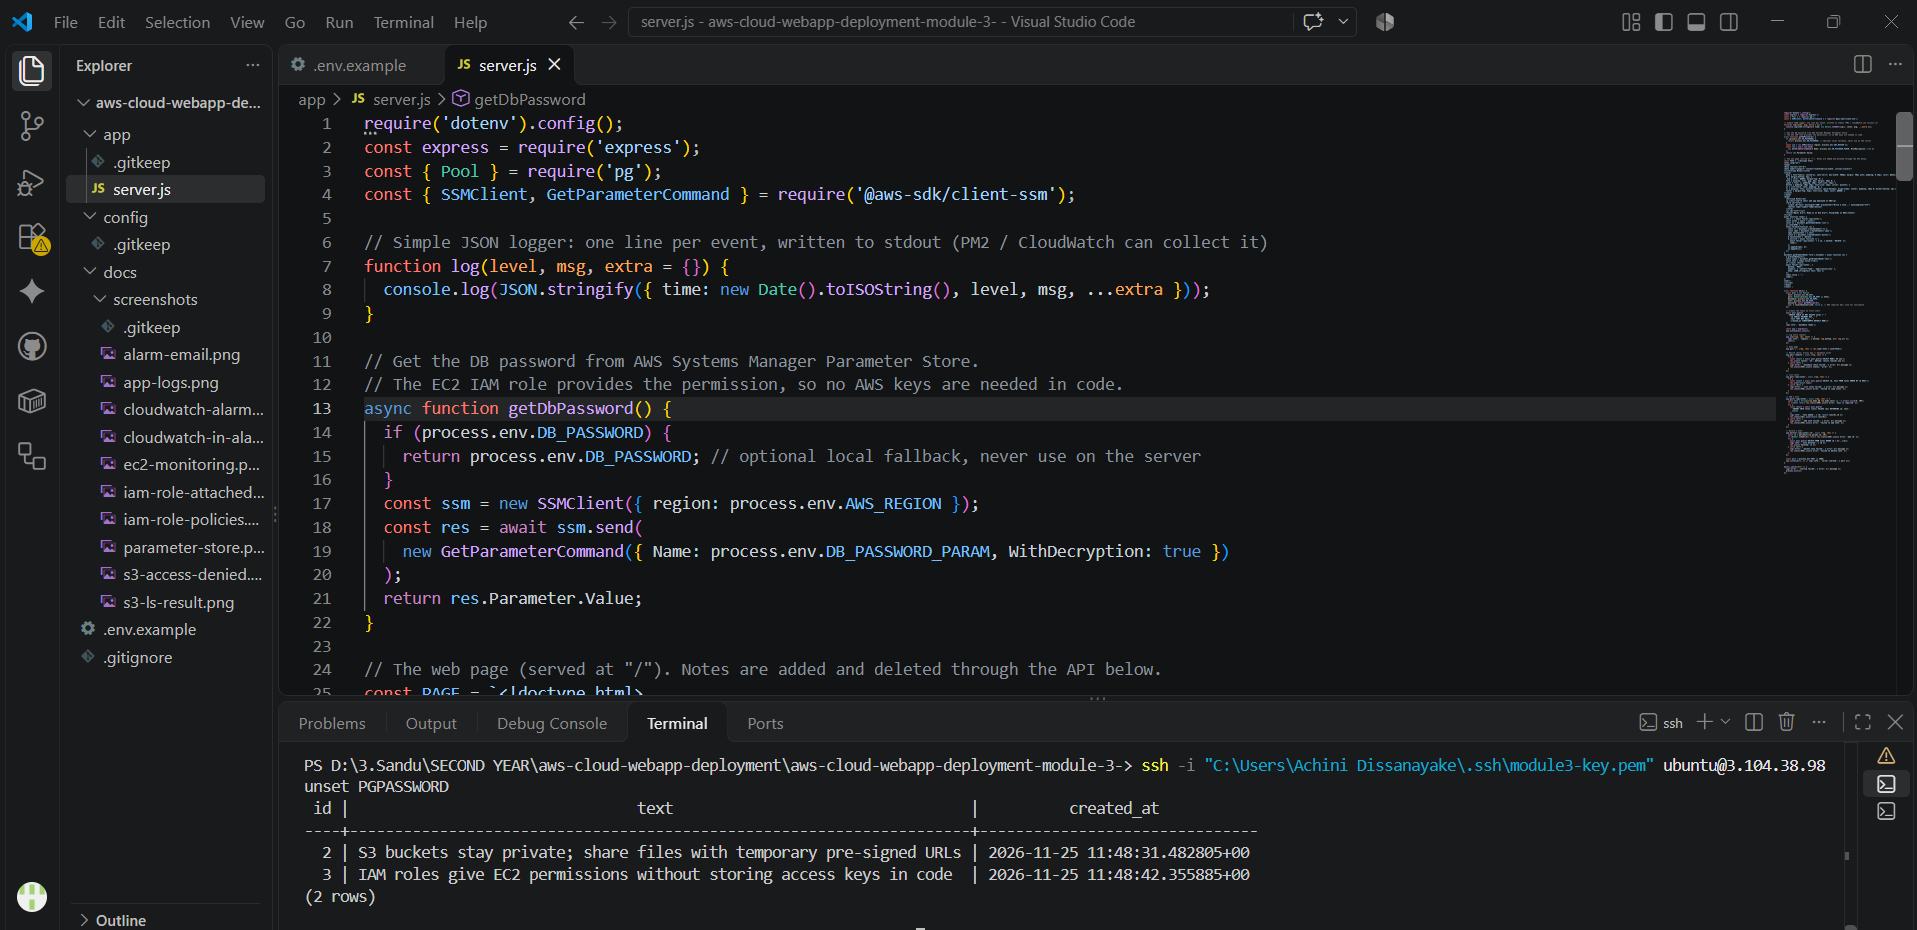 File Edit Selection View Go Run Terminal Help
server.js - aws-cloud-webapp-deployment-module-3- - Visual Studio Code
Explorer
aws-cloud-webapp-de...
app
.gitkeep
JS server.js
config
.gitkeep
docs
screenshots
.gitkeep
alarm-email.png
app-logs.png
cloudwatch-alarm...
cloudwatch-in-ala...
ec2-monitoring.p...
iam-role-attached...
iam-role-policies....
parameter-store.p...
s3-access-denied....
s3-ls-result.png
.env.example
.gitignore
Outline
.env.example
JS server.js
app > JS server.js > getDbPassword
1 require('dotenv').config();
2 const express = require('express');
3 const { Pool } = require('pg');
4 const { SSMClient, GetParameterCommand } = require('@aws-sdk/client-ssm');
5
6 // Simple JSON logger: one line per event, written to stdout (PM2 / CloudWatch can collect it)
7 function log(level, msg, extra = {}) {
8 console.log(JSON.stringify({ time: new Date().toISOString(), level, msg, ...extra }));
9 }
10
11 // Get the DB password from AWS Systems Manager Parameter Store.
12 // The EC2 IAM role provides the permission, so no AWS keys are needed in code.
13 async function getDbPassword() {
14 if (process.env.DB_PASSWORD) {
15 return process.env.DB_PASSWORD; // optional local fallback, never use on the server
16 }
17 const ssm = new SSMClient({ region: process.env.AWS_REGION });
18 const res = await ssm.send(
19 new GetParameterCommand({ Name: process.env.DB_PASSWORD_PARAM, WithDecryption: true })
20 );
21 return res.Parameter.Value;
22 }
23
24 // The web page (served at "/"). Notes are added and deleted through the API below.
25 const PAGE = `<!doctype html>
Problems Output Debug Console Terminal Ports
ssh
PS D:\3.Sandu\SECOND YEAR\aws-cloud-webapp-deployment\aws-cloud-webapp-deployment-module-3-> ssh -i "C:\Users\Achini Dissanayake\.ssh\module3-key.pem" ubuntu@3.104.38.98
unset PGPASSWORD
id | text | created_at
----+-----------------------------------------------------------------+-----------------------------
2 | S3 buckets stay private; share files with temporary pre-signed URLs | 2026-11-25 11:48:31.482805+00
3 | IAM roles give EC2 permissions without storing access keys in code | 2026-11-25 11:48:42.355885+00
(2 rows)